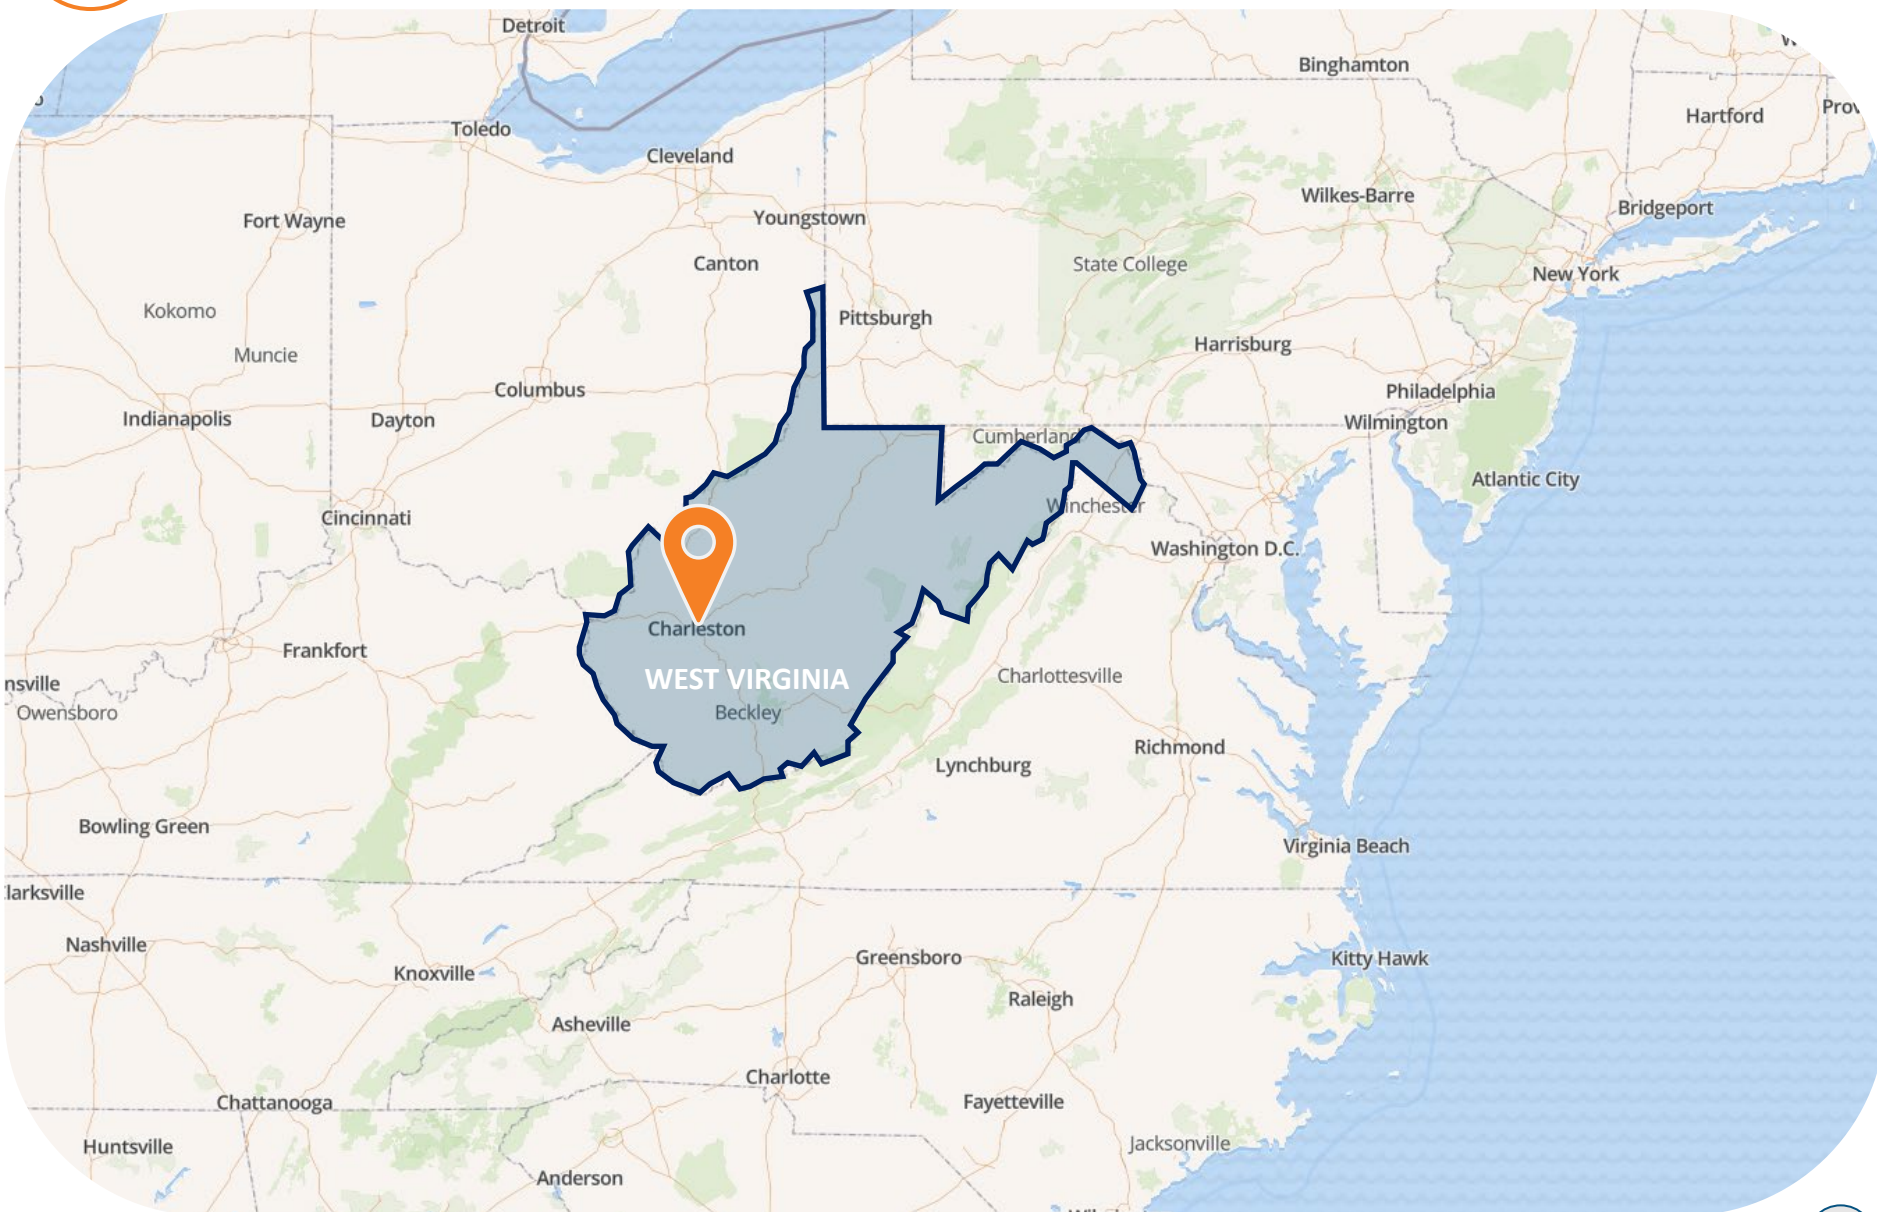 Detroit
Binghamton
Hartford
Toledo
Cleveland
Wilkes-Barre
Bridgeport
Fort Wayne
Youngstown
Canton
State College
New York
Kokomo
Pittsburgh
Muncie
Harrisburg
Columbus
Philadelphia
Indianapolis
Dayton
Wilmington
Cumberland
Atlantic City
Winchester
Cincinnati
Washington D.C.
Charleston
Frankfort
WEST VIRGINIA
Charlottesville
nsville
Owensboro
Beckley
Richmond
Lynchburg
Bowling Green
Virginia Beach
larksville
Nashville
Greensboro
Kitty Hawk
Knoxville
Raleigh
Asheville
Charlotte
Chattanooga
Fayetteville
Huntsville
Jacksonville
Anderson